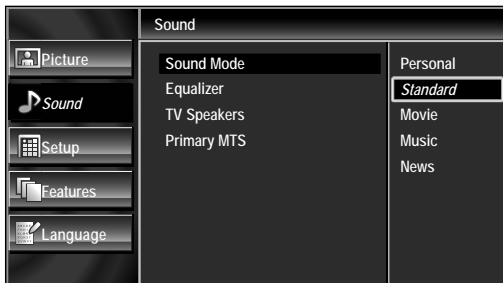 Sound
Picture
Sound
Setup
Features
Language
Sound Mode
Equalizer
TV Speakers
Primary MTS
Personal
Standard
Movie
Music
News